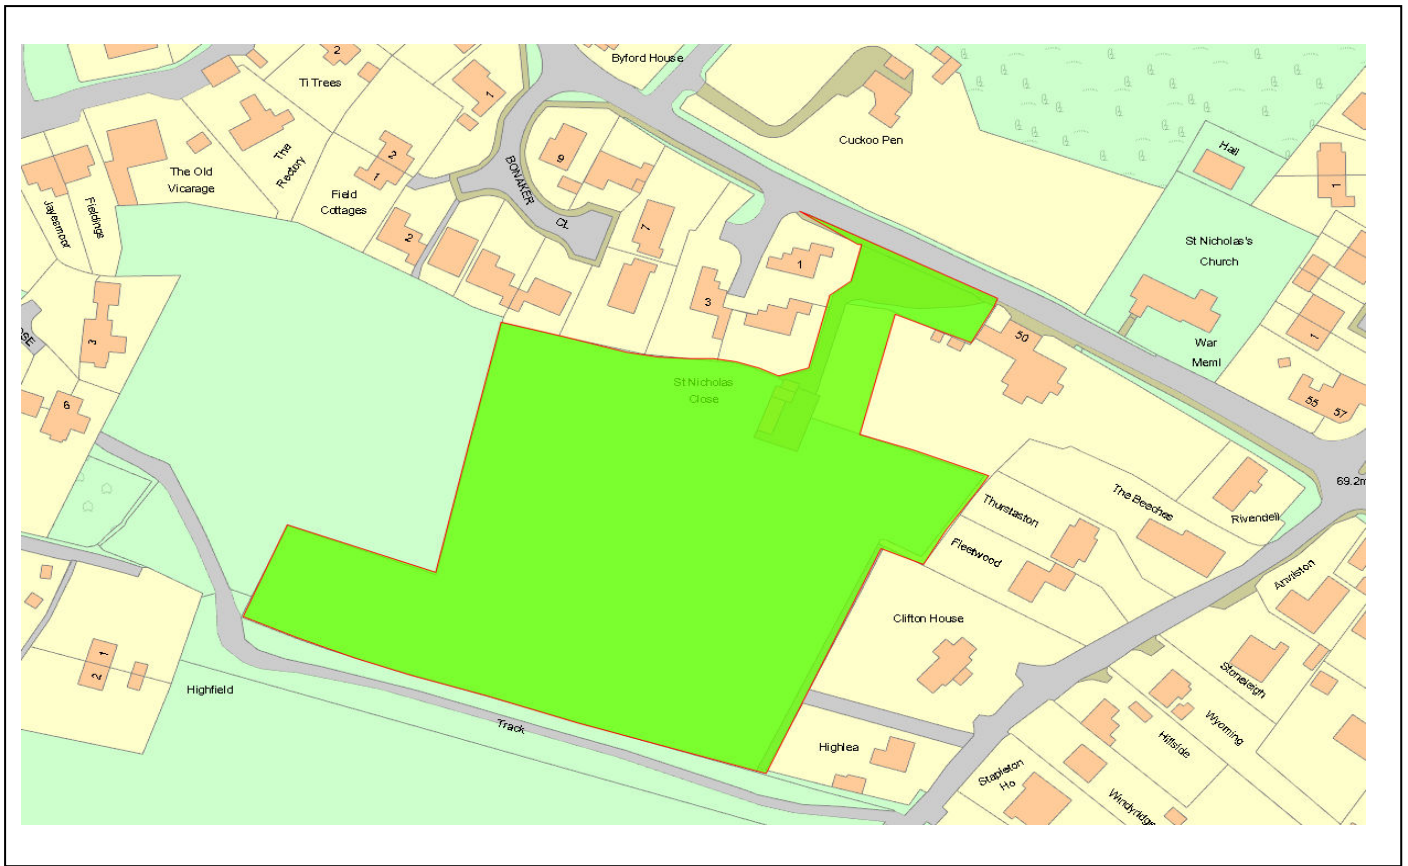 2
Byford House
Ti Trees
1
Cuckoo Pen
The Old
Vicarage
The
Rectory
2
1
Field
Cottages
9
BONAKER
CL
Hall
1
Jayesmoor
Fieldings
2
7
St Nicholas's
Church
1
3
3
War
Meml
50
1
St Nicholas
Close
6
55
57
69.2m
The Beeches
Thurstaston
Rivendell
Fleetwood
Anvilston
Clifton House
1
2
Highfield
Stoneleigh
Wyoming
Track
Highlea
Hillside
Stapleton
Ho
Windyridge